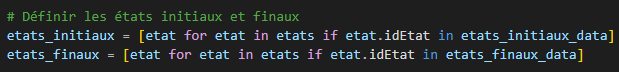 # Définir les états initiaux et finaux
etats_initiaux = [etat for etat in etats if etat.idEtat in etats_initiaux_data]
etats_finaux = [etat for etat in etats if etat.idEtat in etats_finaux_data]